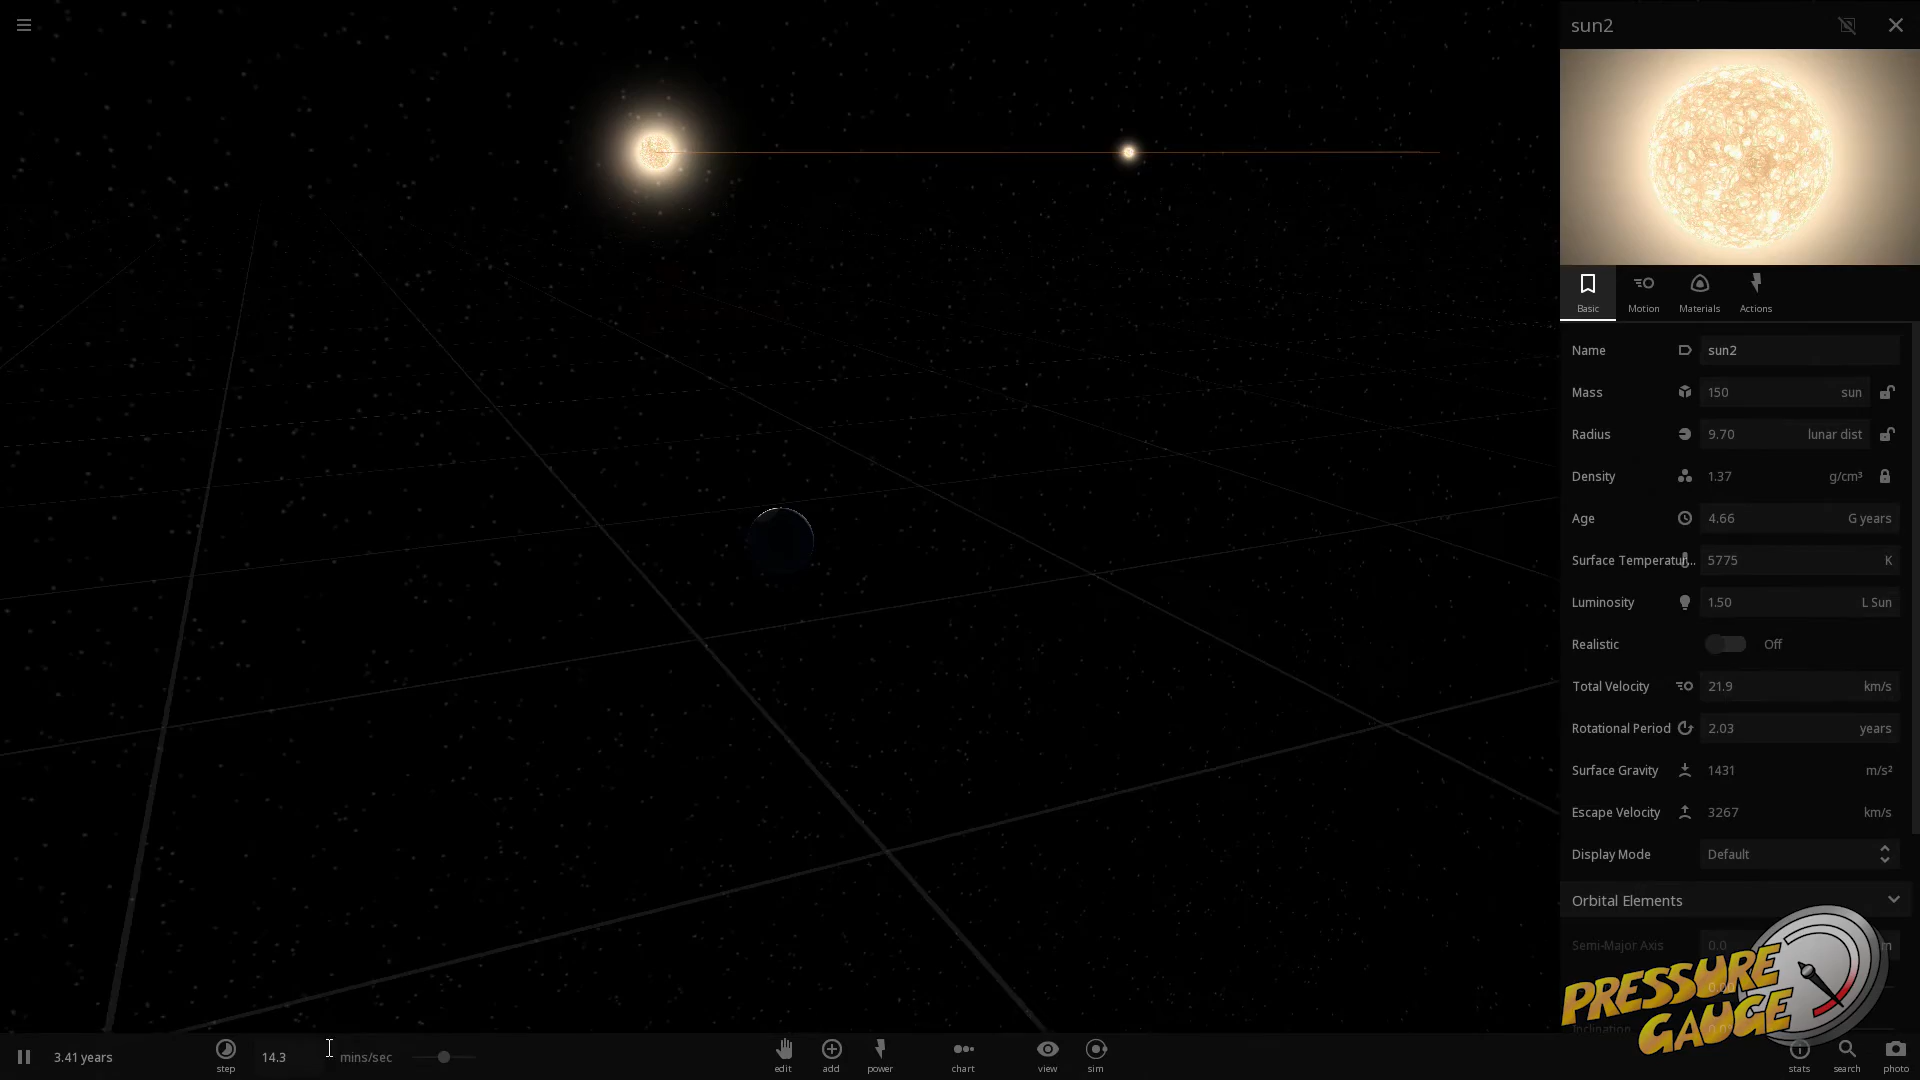 sun2
Basic
Motion
Materials
Actions
Name sun2
Mass 150 sun
Radius 9.70 lunar dist
Density 1.37 g/cm³
Age 4.66 G years
Surface Temperatur... 5775 K
Luminosity 1.50 L Sun
Realistic Off
Total Velocity 21.9 km/s
Rotational Period 2.03 years
Surface Gravity 1431 m/s²
Escape Velocity 3267 km/s
Display Mode Default
Orbital Elements
Semi-Major Axis 0.0
Inclination
PRESSURE
GAUGE
3.41 years
step
14.3 mins/sec
edit
add
power
chart
view
sim
stats
search
photo